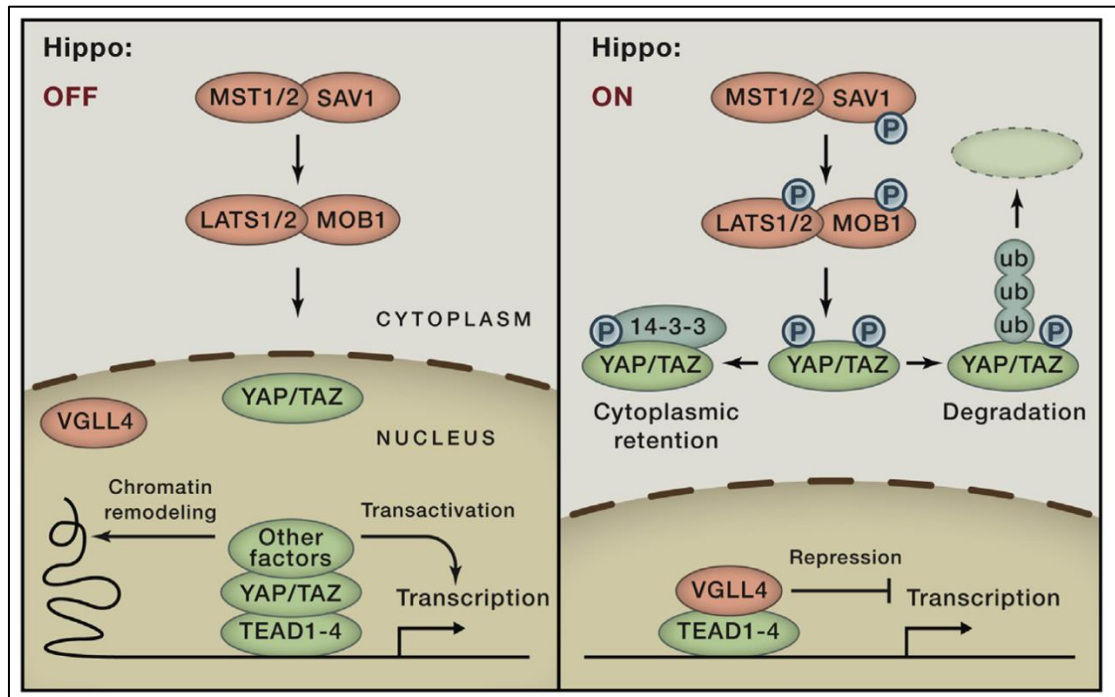 Hippo:
OFF
MST1/2 SAV1
LATS1/2 MOB1
CYTOPLASM
YAP/TAZ
VGLL4
NUCLEUS
Chromatin
remodeling
Transactivation
Other
factors
YAP/TAZ
Transcription
TEAD1-4
Hippo:
ON
MST1/2 SAV1
P
P P
LATS1/2 MOB1
ub
ub
ub
P 14-3-3
P P
P
YAP/TAZ
YAP/TAZ
YAP/TAZ
Cytoplasmic
retention
Degradation
Repression
VGLL4
Transcription
TEAD1-4